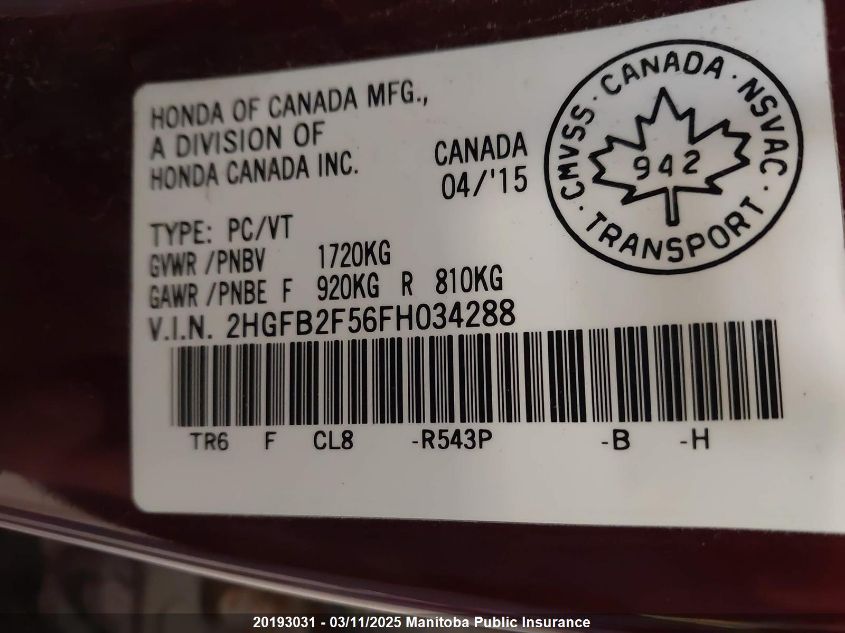 HONDA OF CANADA MFG.,
A DIVISION OF
HONDA CANADA INC.
CANADA
04/'15
CMVSS · CANADA · NSVAC · TRANSPORT ·
942
TYPE: PC/VT
GVWR /PNBV 1720KG
GAWR /PNBE F 920KG R 810KG
V.I.N. 2HGFB2F56FH034288
TR6 F CL8 -R543P -B -H
20193031 - 03/11/2025 Manitoba Public Insurance